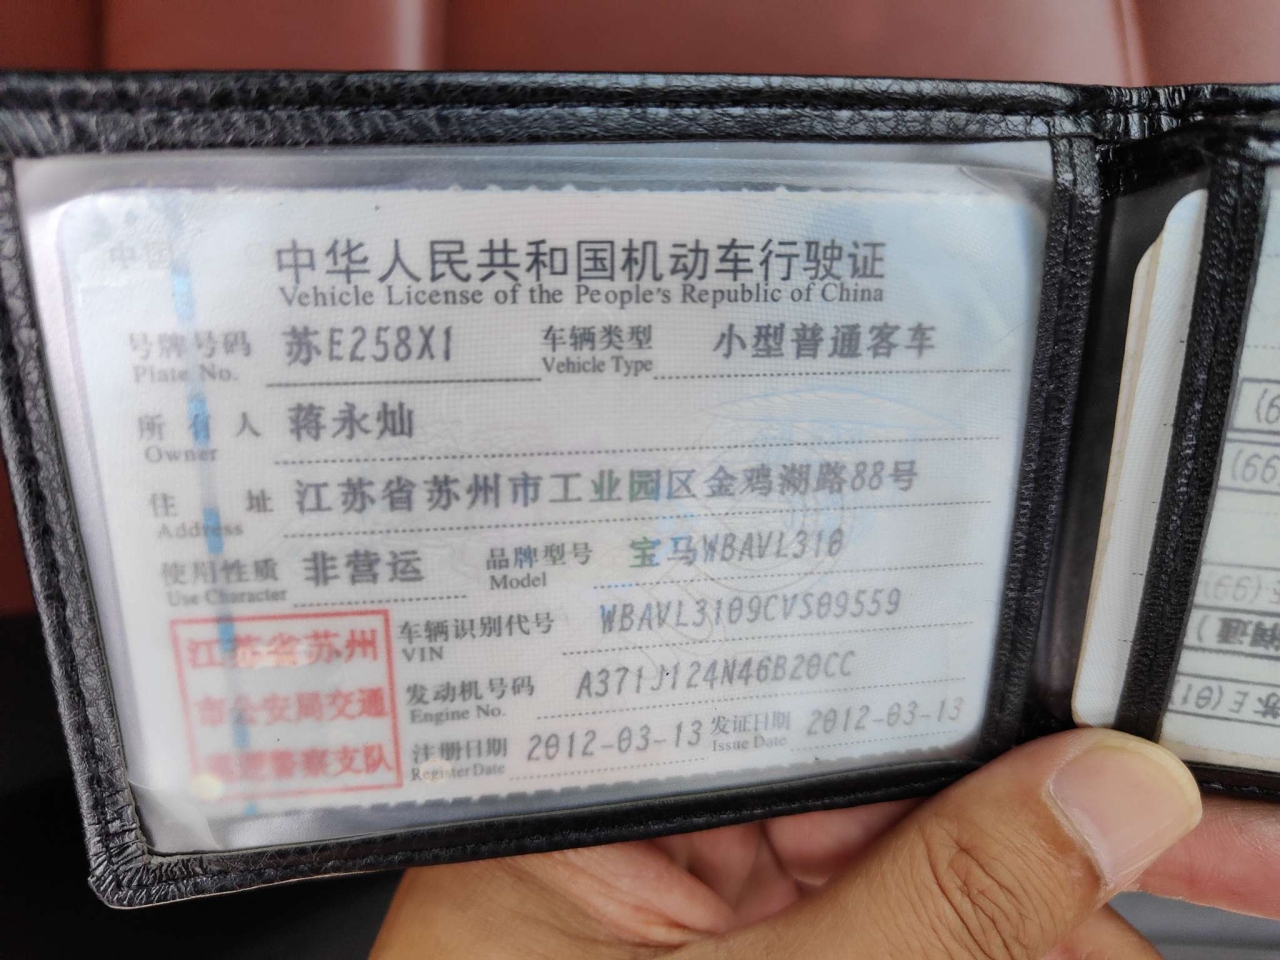 中华人民共和国机动车行驶证
Vehicle License of the People's Republic of China
号牌号码 苏E258X1 车辆类型 小型普通客车
Plate No. Vehicle Type
所有人 蒋永灿
Owner
住址 江苏省苏州市工业园区金鸡湖路88号
Address
使用性质 非营运 品牌型号 宝马WBAVL310
Use Character Model
车辆识别代号 WBAVL3109CVS09559
VIN
发动机号码 A371J124N46B20CC
Engine No.
注册日期 2012-03-13 发证日期 2012-03-13
Register Date Issue Date
江苏省苏州
市公安局交通
警察支队